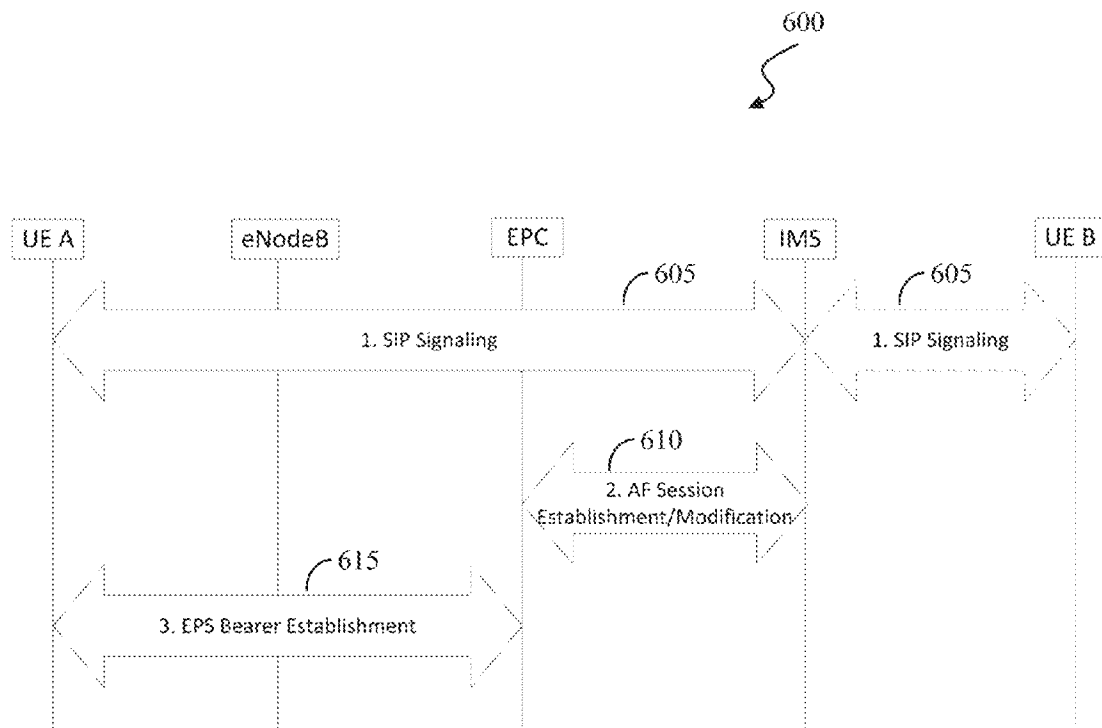 600
UE A
eNodeB
EPC
IMS
UE B
605
605
1. SIP Signaling
1. SIP Signaling
610
2. AF Session
Establishment/Modification
615
3. EPS Bearer Establishment